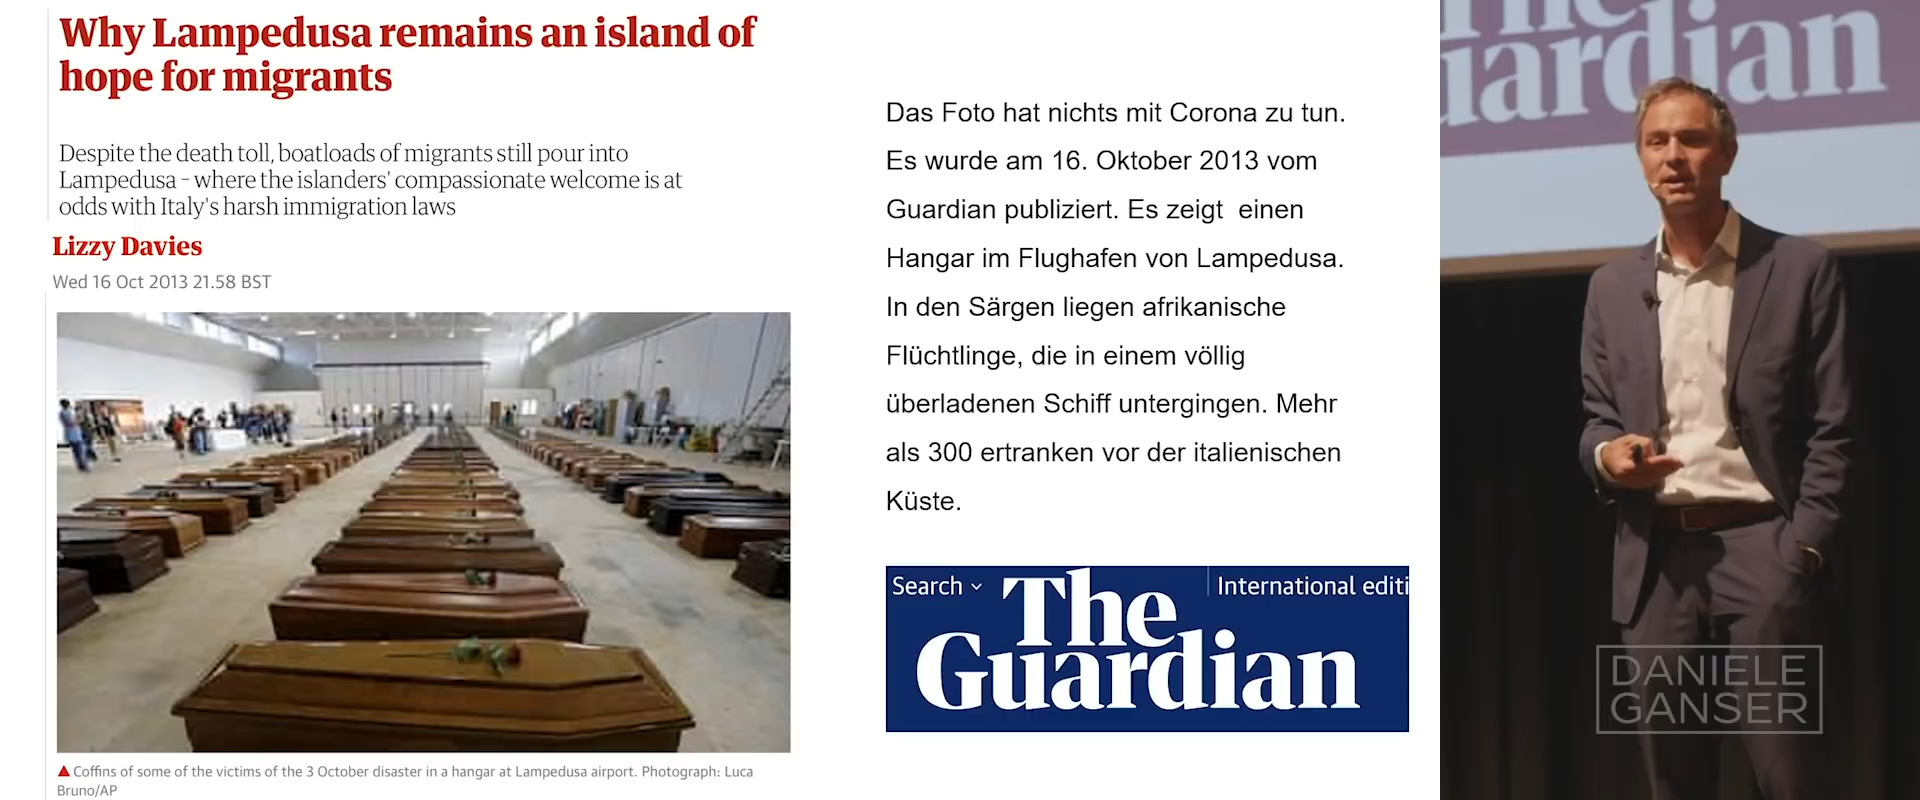 Why Lampedusa remains an island of
hope for migrants
Despite the death toll, boatloads of migrants still pour into
Lampedusa – where the islanders' compassionate welcome is at
odds with Italy's harsh immigration laws
Lizzy Davies
Wed 16 Oct 2013 21.58 BST
Coffins of some of the victims of the 3 October disaster in a hangar at Lampedusa airport. Photograph: Luca
Bruno/AP
Das Foto hat nichts mit Corona zu tun.
Es wurde am 16. Oktober 2013 vom
Guardian publiziert. Es zeigt  einen
Hangar im Flughafen von Lampedusa.
In den Särgen liegen afrikanische
Flüchtlinge, die in einem völlig
überladenen Schiff untergingen. Mehr
als 300 ertranken vor der italienischen
Küste.
Search
International editi
The
Guardian
The
uardian
DANIELE
GANSER